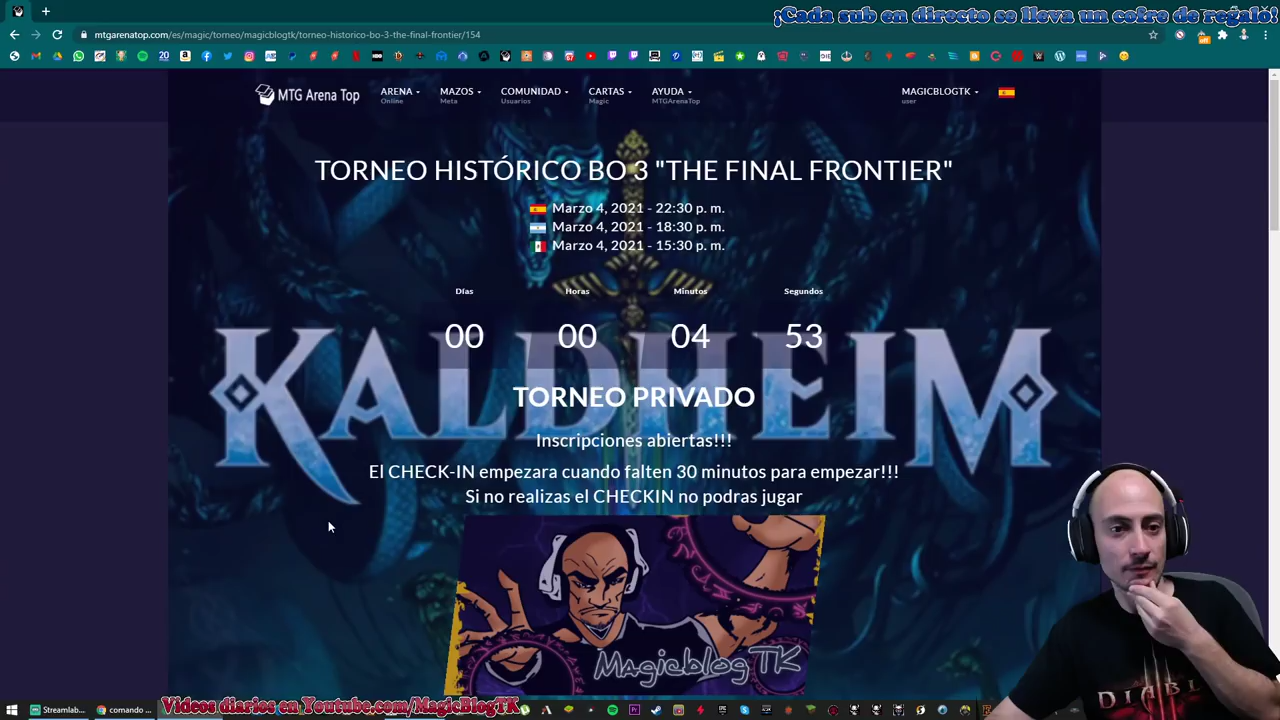 ¡Cada sub en directo se lleva un cofre de regalo!
mtgarenatop.com/es/magic/torneo/magicblogtk/torneo-historico-bo-3-the-final-frontier/154
MTG Arena Top
ARENA
Online
MAZOS
Meta
COMUNIDAD
Usuarios
CARTAS
Magic
AYUDA
MTGArenaTop
MAGICBLOGTK
user
TORNEO HISTÓRICO BO 3 "THE FINAL FRONTIER"
Marzo 4, 2021 - 22:30 p. m.
Marzo 4, 2021 - 18:30 p. m.
Marzo 4, 2021 - 15:30 p. m.
Días Horas Minutos Segundos
00 00 04 53
KALDHEIM
TORNEO PRIVADO
Inscripciones abiertas!!!
El CHECK-IN empezara cuando falten 30 minutos para empezar!!!
Si no realizas el CHECKIN no podras jugar
MagicblogTK
DIABL
Streamlab...
comando ...
Videos diarios en Youtube.com/MagicBlogTK